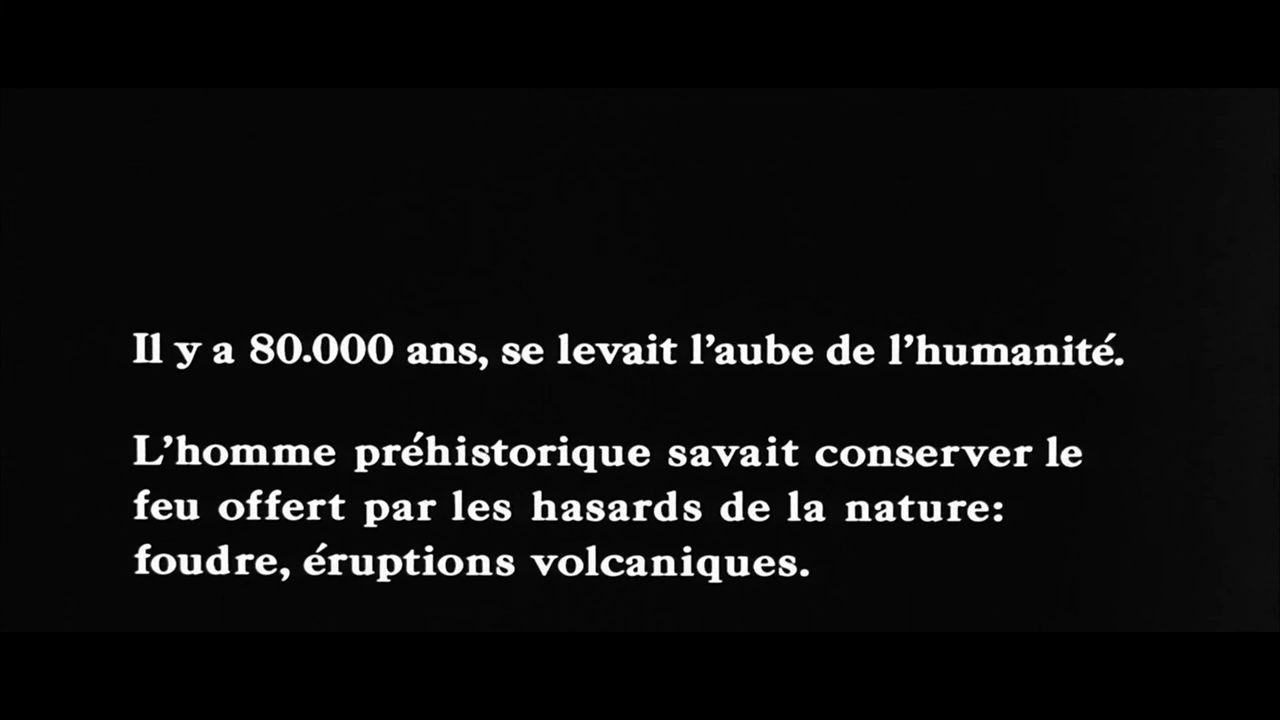 Il y a 80.000 ans, se levait l’aube de l’humanité.
L’homme préhistorique savait conserver le
feu offert par les hasards de la nature:
foudre, éruptions volcaniques.